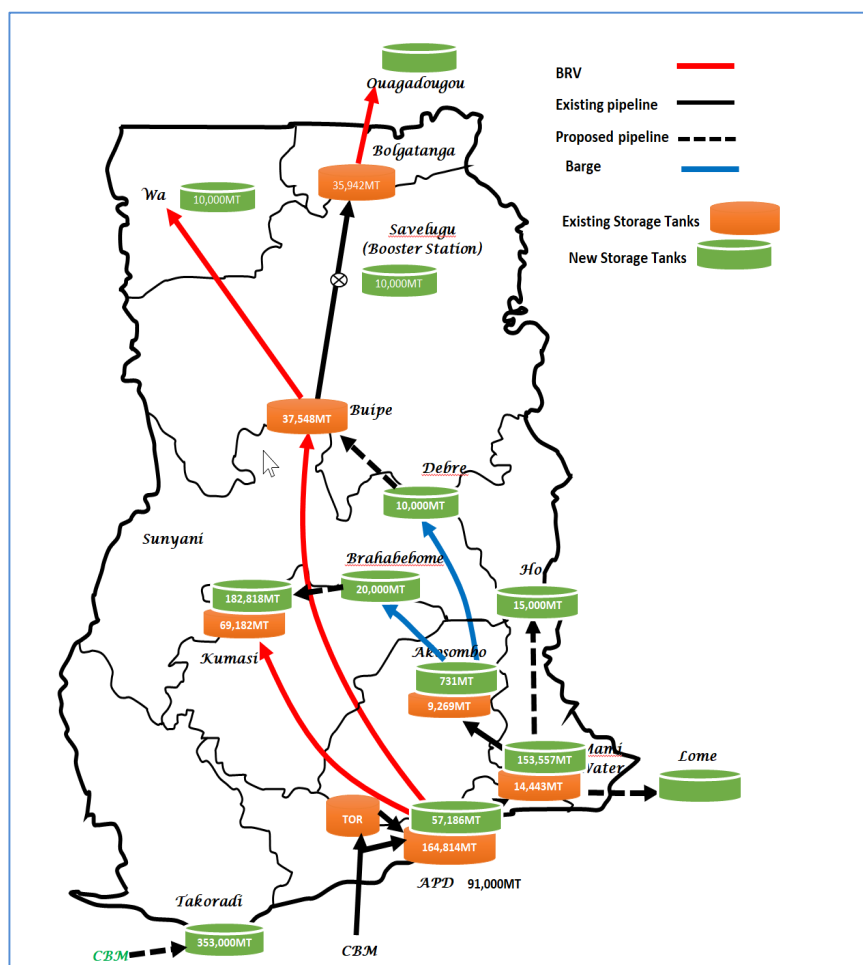 Ouagadougou
BRV
Existing pipeline
Proposed pipeline
Barge
Existing Storage Tanks
New Storage Tanks
Bolgatanga
35,942MT
Wa
10,000MT
Savelugu
(Booster Station)
10,000MT
Buipe
37,548MT
Debre
10,000MT
Sunyani
Brahabebome
20,000MT
Ho
15,000MT
182,818MT
69,182MT
Kumasi
Akosombo
731MT
9,269MT
Mami
Water
153,557MT
14,443MT
Lome
TOR
57,186MT
164,814MT
APD 91,000MT
Takoradi
353,000MT
CBM
CBM